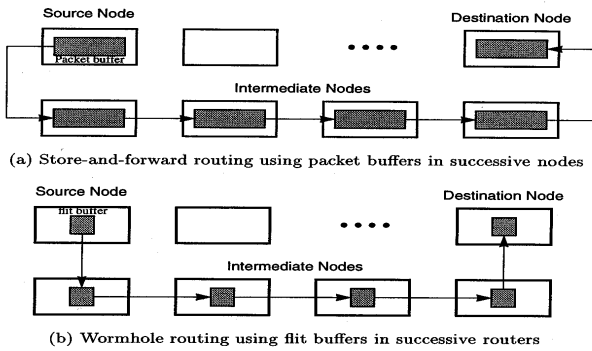 Source Node
Destination Node
Packet buffer
Intermediate Nodes
(a) Store-and-forward routing using packet buffers in successive nodes
Source Node
Destination Node
flit buffer
Intermediate Nodes
(b) Wormhole routing using flit buffers in successive routers